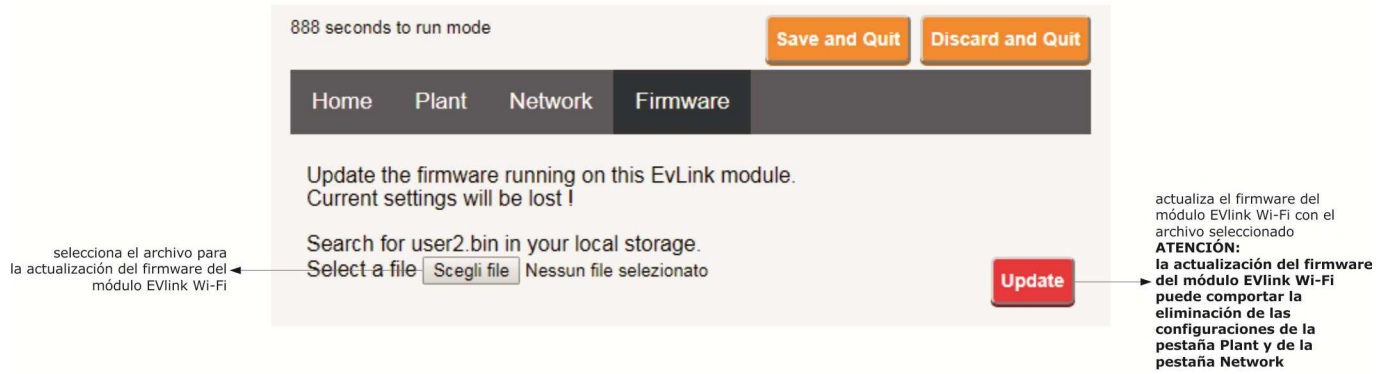 888 seconds to run mode
Save and Quit
Discard and Quit
Home Plant Network Firmware
Update the firmware running on this EvLink module.
Current settings will be lost !
Search for user2.bin in your local storage.
Select a file Scegli file Nessun file selezionato
Update
selecciona el archivo para
la actualización del firmware del
módulo EVlink Wi-Fi
actualiza el firmware del
módulo EVlink Wi-Fi con el
archivo seleccionado
ATENCIÓN:
la actualización del firmware
del módulo EVlink Wi-Fi
puede comportar la
eliminación de las
configuraciones de la
pestaña Plant y de la
pestaña Network